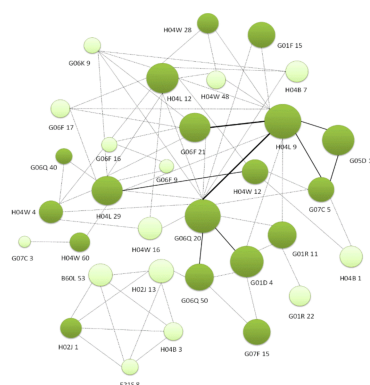 H04W 28
G01F 15
G06K 9
H04B 7
H04L 12
H04W 48
G06F 17
H04L 9
G06F 21
G05D 1
G06F 16
G06Q 40
G06F 9
H04W 12
H04L 29
G07C 5
H04W 4
G06Q 20
H04W 16
G07C 3
H04W 60
G01R 11
H04B 1
B60L 53
H02J 13
G06Q 50
G01D 4
G01R 22
H02J 1
H04B 3
G07F 15